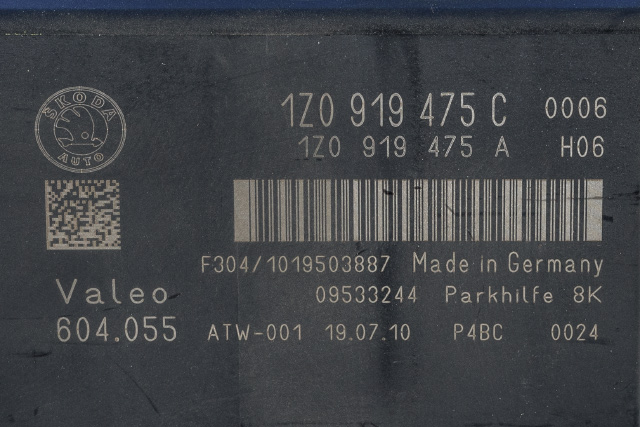 ŠKODA
AUTO
1Z0 919 475 C 0006
1Z0 919 475 A H06
F304/1019503887 Made in Germany
Valeo 09533244 Parkhilfe 8K
604.055 ATW-001 19.07.10 P4BC 0024